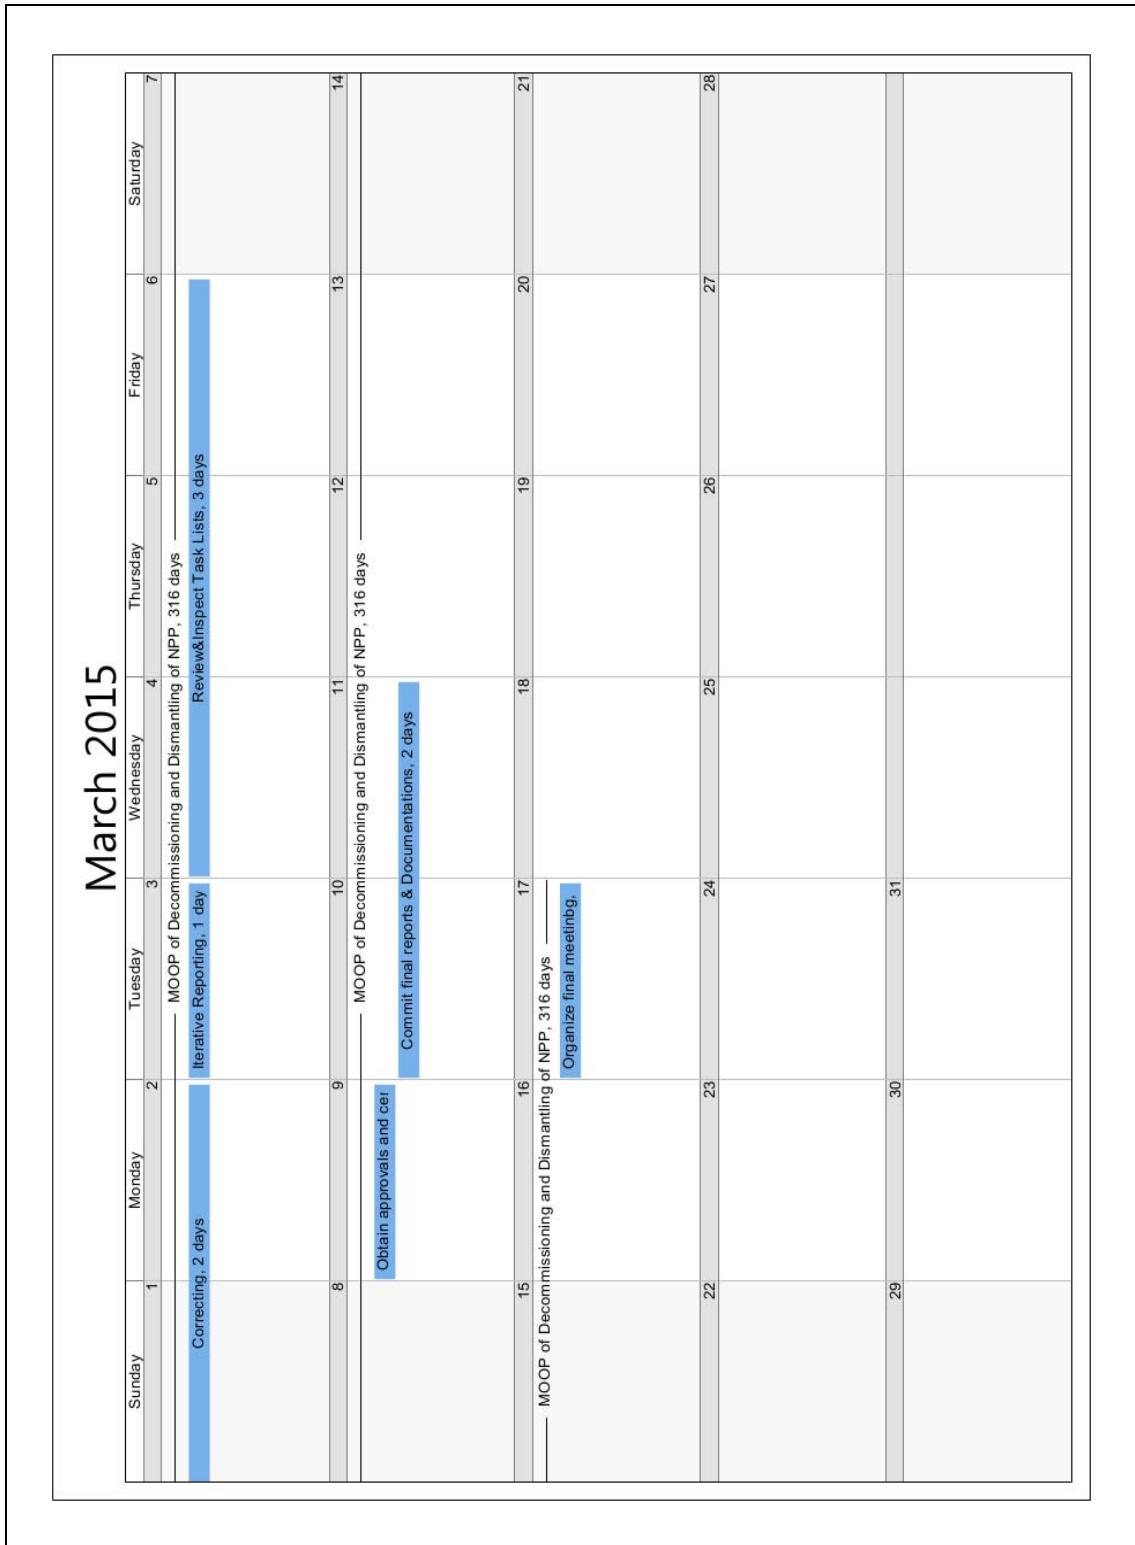 March 2015
Sunday Monday Tuesday Wednesday Thursday Friday Saturday
1 2 3 4 5 6 7
MOOP of Decommissioning and Dismantling of NPP, 316 days
Correcting, 2 days Iterative Reporting, 1 day Review&Inspect Task Lists, 3 days
8 9 10 11 12 13 14
MOOP of Decommissioning and Dismantling of NPP, 316 days
Obtain approvals and cer
Commit final reports & Documentations, 2 days
15 16 17 18 19 20 21
MOOP of Decommissioning and Dismantling of NPP, 316 days
Organize final meetinbg,
22 23 24 25 26 27 28
29 30 31